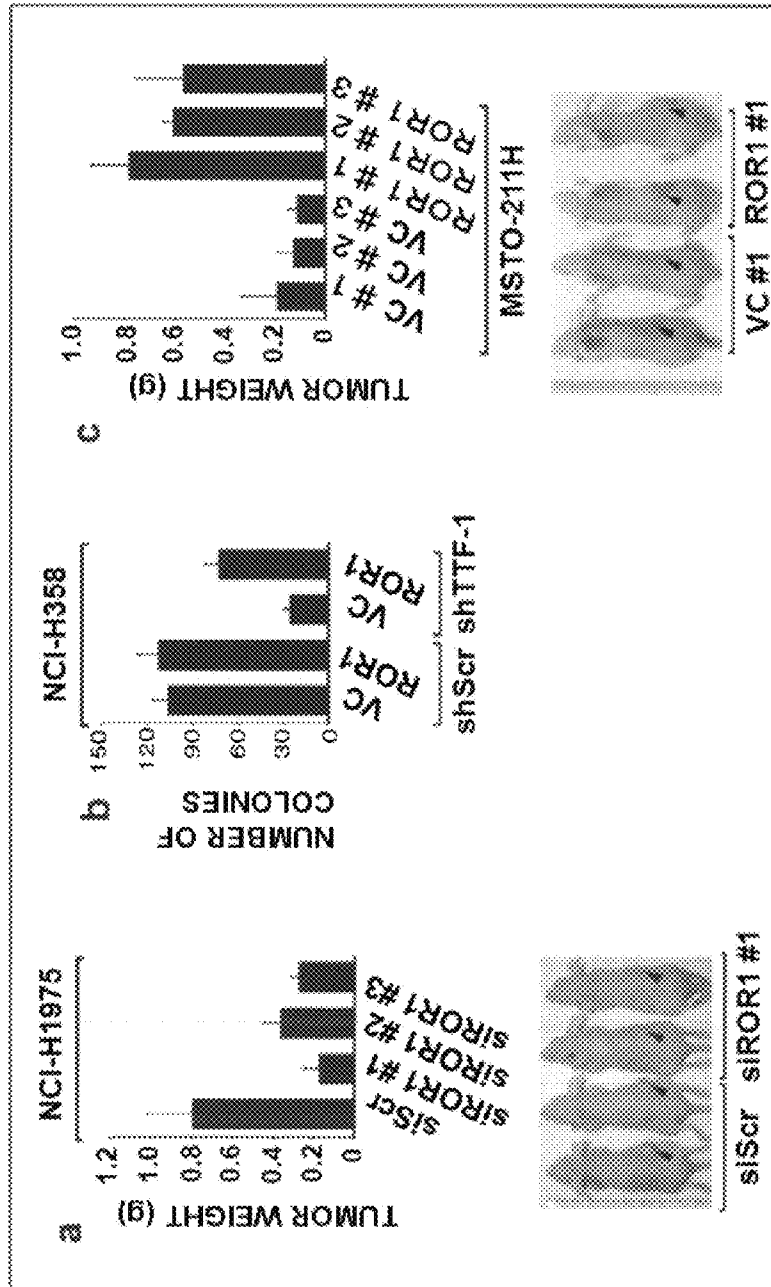 a
NCI-H1975
TUMOR WEIGHT (g)
1.2
1.0
0.8
0.6
0.4
0.2
0
siScr
siROR1 #1
siROR1 #2
siROR1 #3
siScr siROR1 #1
b
NCI-H358
NUMBER OF
COLONIES
150
120
90
60
30
0
VC
ROR1
VC
ROR1
shScr shTTF-1
c
TUMOR WEIGHT (g)
1.0
0.8
0.6
0.4
0.2
0
VC # 1
VC # 2
VC # 3
ROR1 # 1
ROR1 # 2
ROR1 # 3
MSTO-211H
VC #1 ROR1 #1